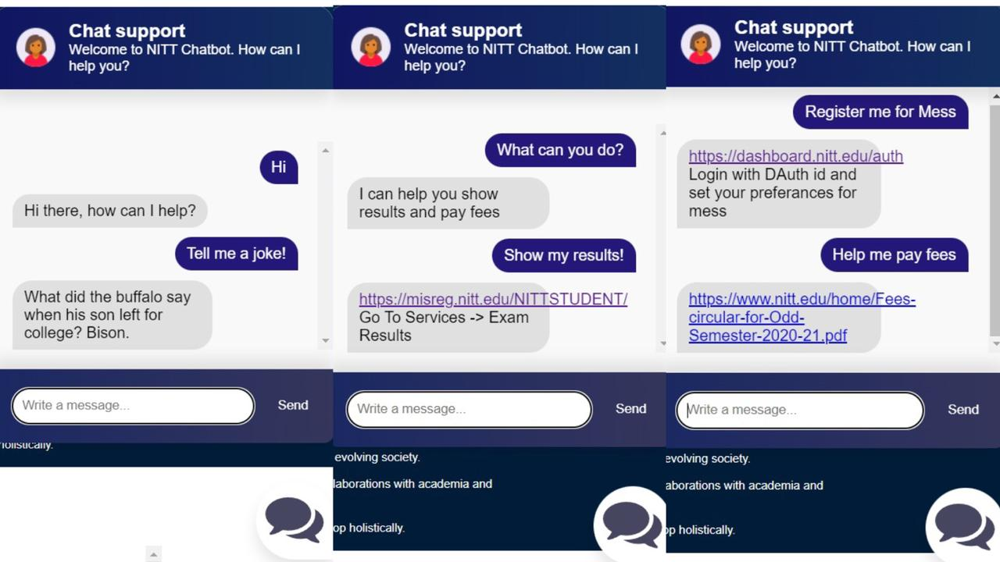 Chat support
Welcome to NITT Chatbot. How can I
help you?
Hi
Hi there, how can I help?
Tell me a joke!
What did the buffalo say
when his son left for
college? Bison.
Write a message...
Send
holistically.
Chat support
Welcome to NITT Chatbot. How can I
help you?
What can you do?
I can help you show
results and pay fees
Show my results!
https://misreg.nitt.edu/NITTSTUDENT/
Go To Services -> Exam
Results
Write a message...
Send
evolving society.
laborations with academia and
op holistically.
Chat support
Welcome to NITT Chatbot. How can I
help you?
Register me for Mess
https://dashboard.nitt.edu/auth
Login with DAuth id and
set your preferances for
mess
Help me pay fees
https://www.nitt.edu/home/Fees-
circular-for-Odd-
Semester-2020-21.pdf
Write a message...
Send
evolving society.
aborations with academia and
op holistically.